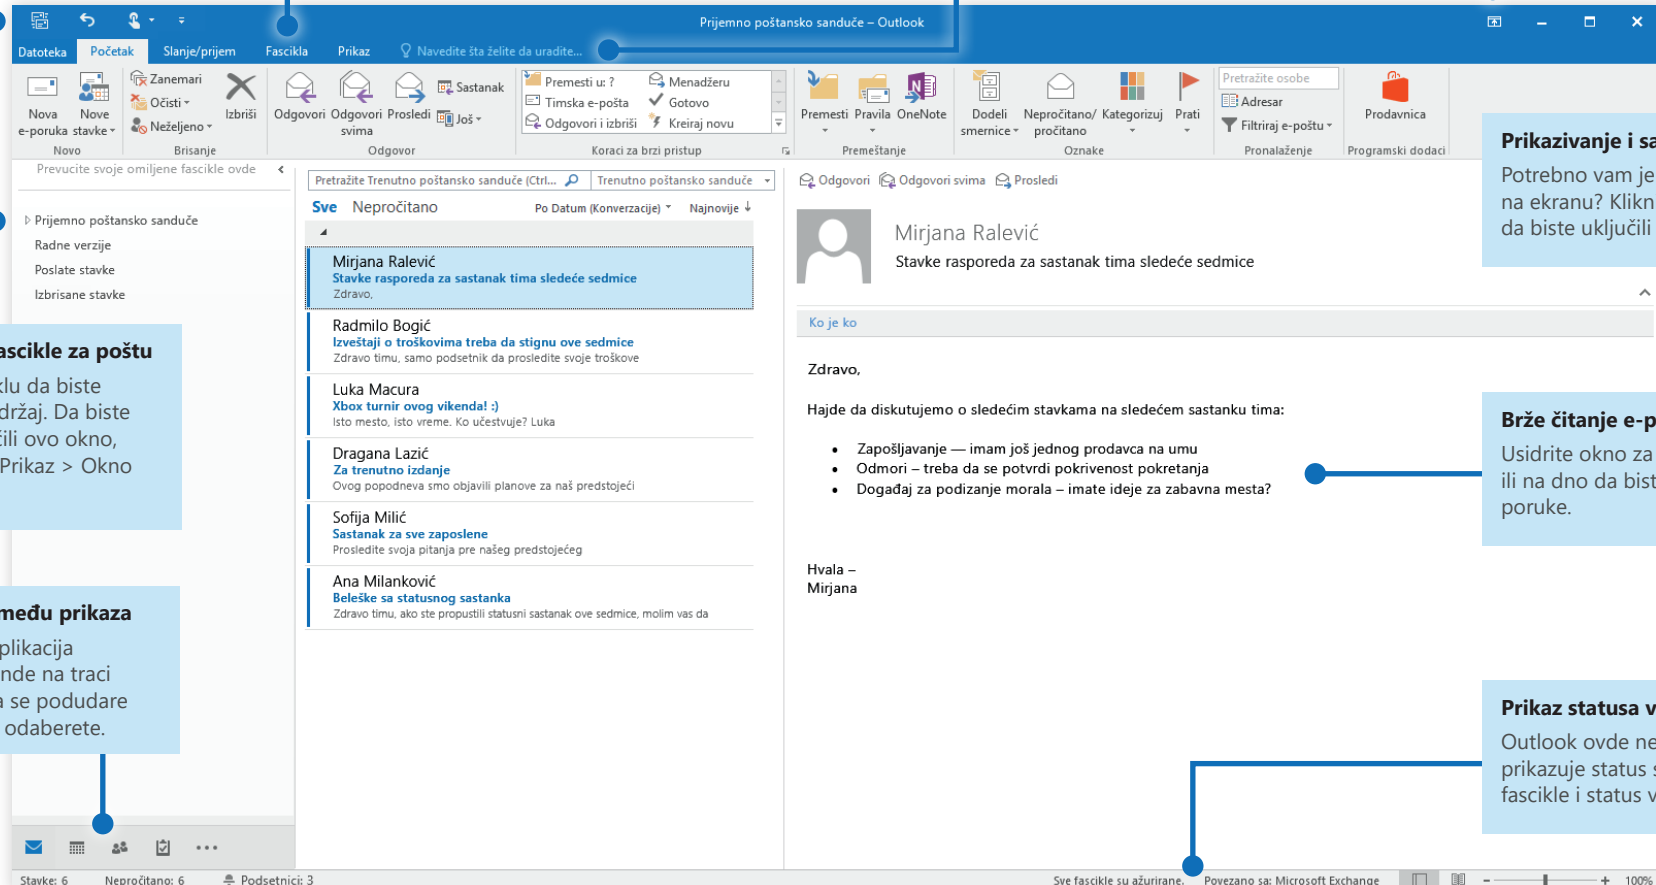 Prijemno poštansko sanduče – Outlook
Datoteka Početak Slanje/prijem Fascikla Prikaz Navedite šta želite da uradite...
Nova e-poruka
Nove stavke
Zanemari
Očisti
Neželjeno
Izbriši
Odgovori
Odgovori svima
Prosledi
Sastanak
Još
Premesti u: ?
Timska e-pošta
Odgovori i izbriši
Menadžeru
Gotovo
Kreiraj novu
Premesti
Pravila
OneNote
Dodeli smernice
Nepročitano/ pročitano
Kategorizuj
Prati
Pretražite osobe
Adresar
Filtriraj e-poštu
Prodavnica
Novo Brisanje Odgovor Koraci za brzi pristup Premeštanje Oznake Pronalaženje Programski dodaci
Prevucite svoje omiljene fascikle ovde
Prijemno poštansko sanduče
Radne verzije
Poslate stavke
Izbrisane stavke
ascikle za poštu
klu da biste
držaj. Da biste
čili ovo okno,
Prikaz > Okno
među prikaza
plikacija
nde na traci
a se podudare
odaberete.
Pretražite Trenutno poštansko sanduče (Ctrl... Trenutno poštansko sanduče
Sve Nepročitano Po Datum (Konverzacije) Najnovije ↓
Mirjana Ralević
Stavke rasporeda za sastanak tima sledeće sedmice
Zdravo,
Radmilo Bogić
Izveštaji o troškovima treba da stignu ove sedmice
Zdravo timu, samo podsetnik da prosledite svoje troškove
Luka Macura
Xbox turnir ovog vikenda! :)
Isto mesto, isto vreme. Ko učestvuje? Luka
Dragana Lazić
Za trenutno izdanje
Ovog popodneva smo objavili planove za naš predstojeći
Sofija Milić
Sastanak za sve zaposlene
Prosledite svoja pitanja pre našeg predstojećeg
Ana Milanković
Beleške sa statusnog sastanka
Zdravo timu, ako ste propustili statusni sastanak ove sedmice, molim vas da
Odgovori Odgovori svima Prosledi
Mirjana Ralević
Stavke rasporeda za sastanak tima sledeće sedmice
Ko je ko
Zdravo,
Hajde da diskutujemo o sledećim stavkama na sledećem sastanku tima:
• Zapošljavanje — imam još jednog prodavca na umu
• Odmori – treba da se potvrdi pokrivenost pokretanja
• Događaj za podizanje morala – imate ideje za zabavna mesta?
Hvala –
Mirjana
Prikazivanje i sa
Potrebno vam je
na ekranu? Klikn
da biste uključili
Brže čitanje e-p
Usidrite okno za
ili na dno da bist
poruke.
Prikaz statusa v
Outlook ovde ne
prikazuje status s
fascikle i status v
Stavke: 6 Nepročitano: 6 Podsetnici: 3 Sve fascikle su ažurirane. Povezano sa: Microsoft Exchange – + 100%